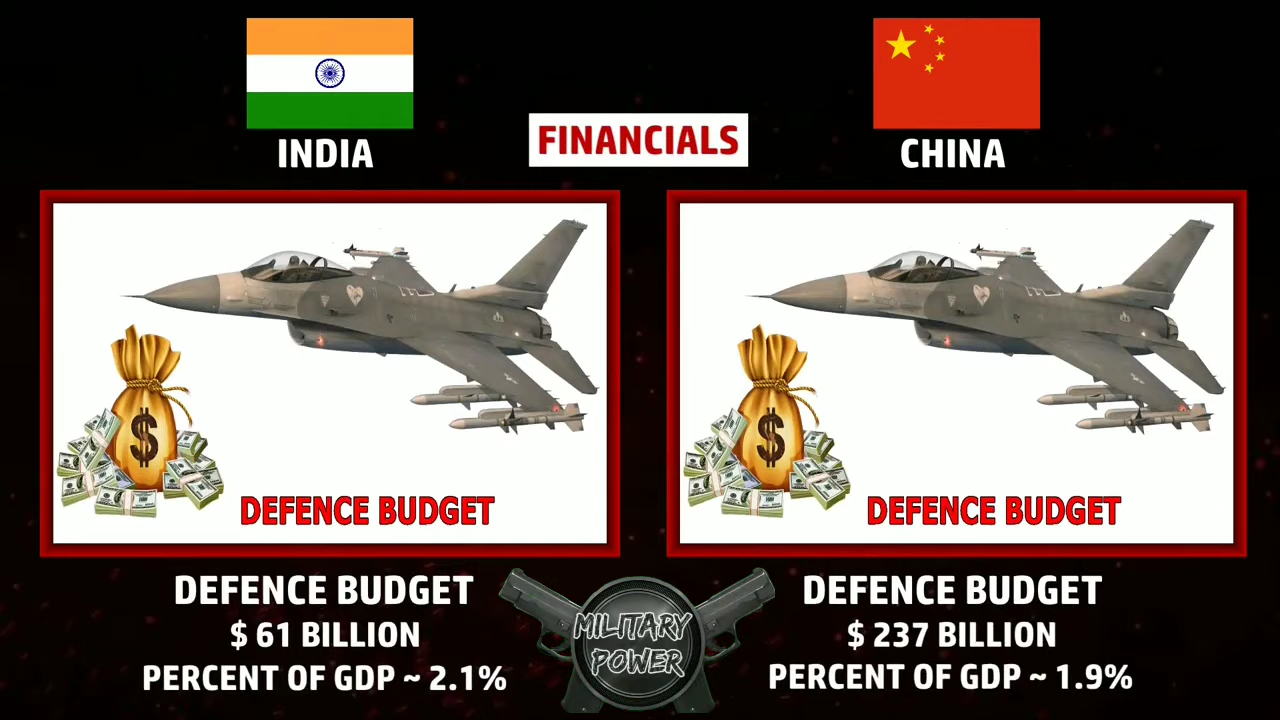 INDIA
FINANCIALS
CHINA
$
DEFENCE BUDGET
$
DEFENCE BUDGET
DEFENCE BUDGET
$ 61 BILLION
PERCENT OF GDP ~ 2.1%
MILITARY
POWER
DEFENCE BUDGET
$ 237 BILLION
PERCENT OF GDP ~ 1.9%